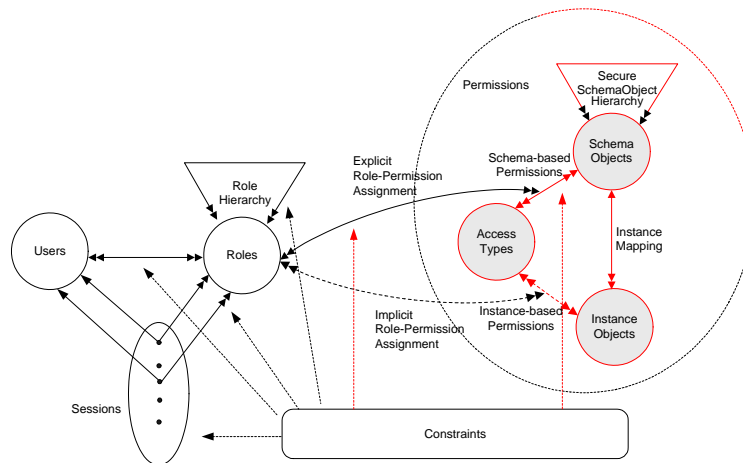 Permissions
Secure
SchemaObject
Hierarchy
Schema
Objects
Schema-based
Permissions
Explicit
Role-Permission
Assignment
Role
Hierarchy
Users
Roles
Access
Types
Instance
Mapping
Instance-based
Permissions
Instance
Objects
Implicit
Role-Permission
Assignment
Sessions
Constraints